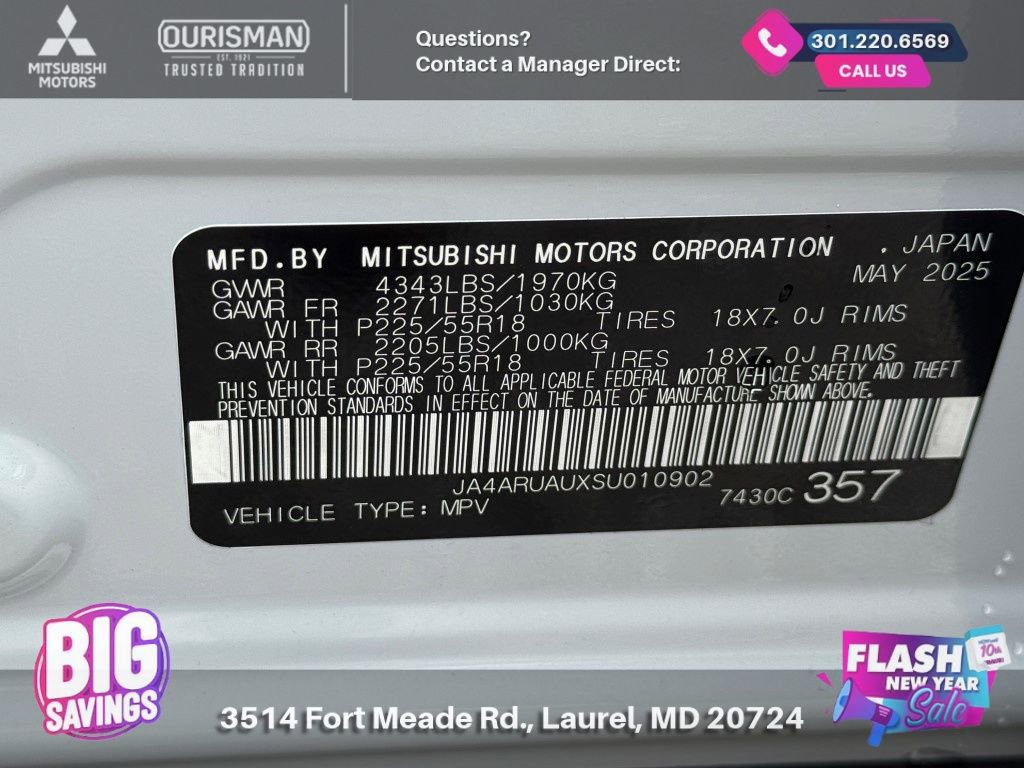 MITSUBISHI
MOTORS
OURISMAN
EST. 1921
TRUSTED TRADITION
Questions?
Contact a Manager Direct:
301.220.6569
CALL US
MFD.BY MITSUBISHI MOTORS CORPORATION . JAPAN
MAY 2025
GVWR 4343LBS/1970KG
GAWR FR 2271LBS/1030KG
WITH P225/55R18 TIRES 18X7.0J RIMS
GAWR RR 2205LBS/1000KG
WITH P225/55R18 TIRES 18X7.0J RIMS
THIS VEHICLE CONFORMS TO ALL APPLICABLE FEDERAL MOTOR VEHICLE SAFETY AND THEFT
PREVENTION STANDARDS IN EFFECT ON THE DATE OF MANUFACTURE SHOWN ABOVE.
JA4ARUAUXSU010902
7430C 357
VEHICLE TYPE: MPV
BIG
SAVINGS
3514 Fort Meade Rd., Laurel, MD 20724
FLASH
NEW YEAR
Sale